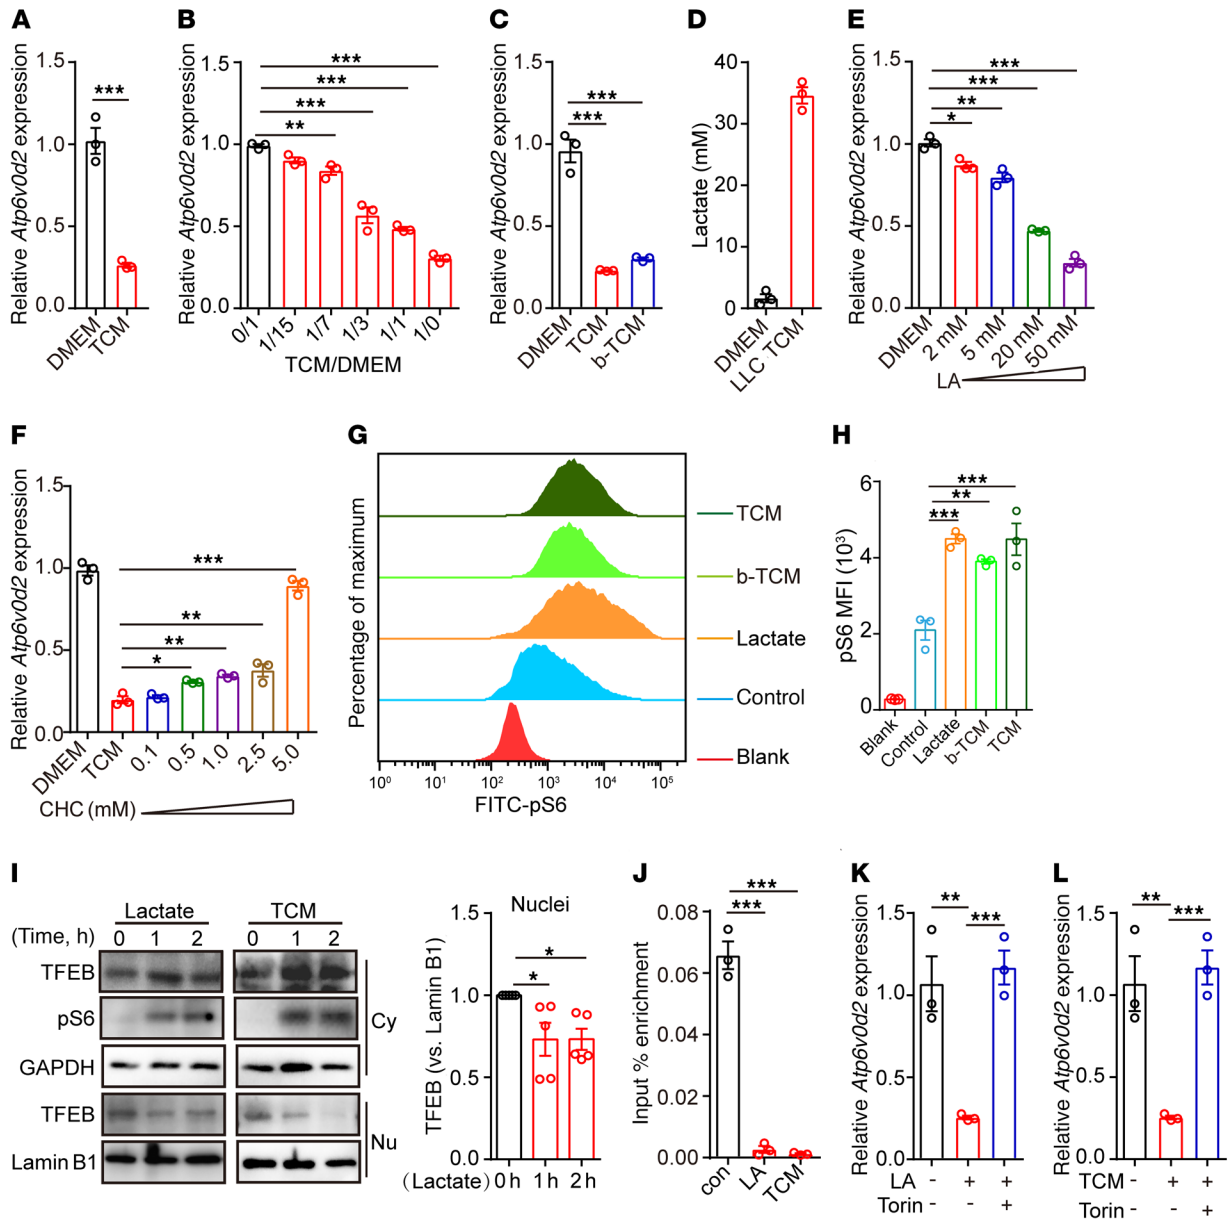 A
Relative Atp6v0d2 expression
1.5
1.0
0.5
0.0
***
DMEM
TCM
B
Relative Atp6v0d2 expression
1.5
1.0
0.5
0.0
***
***
***
**
0/1
1/15
1/7
1/3
1/1
1/0
TCM/DMEM
C
Relative Atp6v0d2 expression
1.5
1.0
0.5
0.0
***
***
DMEM
TCM
b-TCM
D
Lactate (mM)
40
30
20
10
0
DMEM
LLC TCM
E
Relative Atp6v0d2 expression
1.5
1.0
0.5
0.0
***
***
**
*
DMEM
2 mM
5 mM
20 mM
50 mM
LA
F
Relative Atp6v0d2 expression
1.5
1.0
0.5
0.0
***
**
**
*
DMEM
TCM
0.1
0.5
1.0
2.5
5.0
CHC (mM)
G
Percentage of maximum
TCM
b-TCM
Lactate
Control
Blank
10⁰ 10¹ 10² 10³ 10⁴ 10⁵
FITC-pS6
H
pS6 MFI (10³)
6
4
2
0
***
**
***
Blank
Control
Lactate
b-TCM
TCM
I
Lactate TCM
(Time, h) 0 1 2 0 1 2
TFEB
pS6
GAPDH
Cy
TFEB
Lamin B1
Nu
Nuclei
TFEB (vs. Lamin B1)
1.5
1.0
0.5
0.0
*
*
(Lactate) 0 h 1 h 2 h
J
Input % enrichment
0.08
0.06
0.04
0.02
0.00
***
***
con
LA
TCM
K
Relative Atp6v0d2 expression
1.5
1.0
0.5
0.0
**
***
LA - + +
Torin - - +
L
Relative Atp6v0d2 expression
1.5
1.0
0.5
0.0
**
***
TCM - + +
Torin - - +